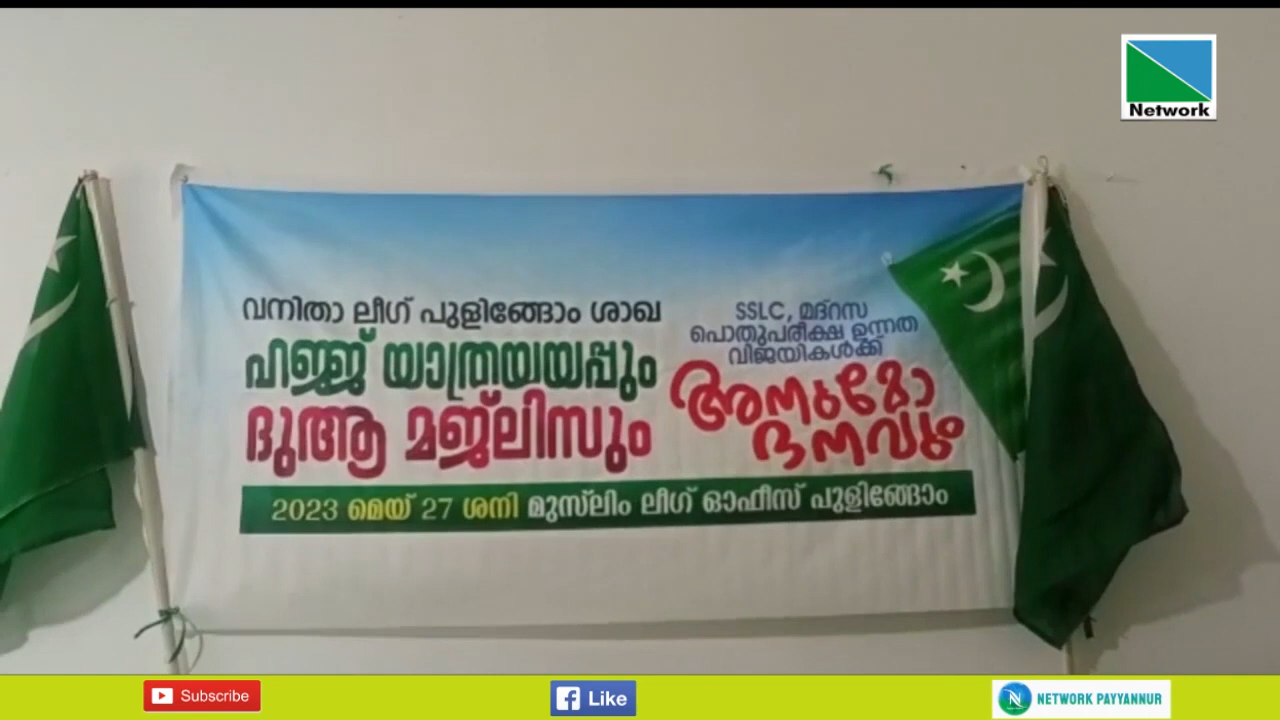 Network
വനിതാ ലീഗ് പുളിങ്ങോം ശാഖ
ഹജ്ജ് യാത്രയയപ്പും
ദുആ മജ്ലിസും
SSLC, മദ്റസ
പൊതുപരീക്ഷ ഉന്നത
വിജയികൾക്ക്
അനുമോ
ദനവും
2023 മെയ് 27 ശനി മുസ്‌ലിം ലീഗ് ഓഫീസ് പുളിങ്ങോം
Subscribe
Like
NETWORK PAYYANNUR